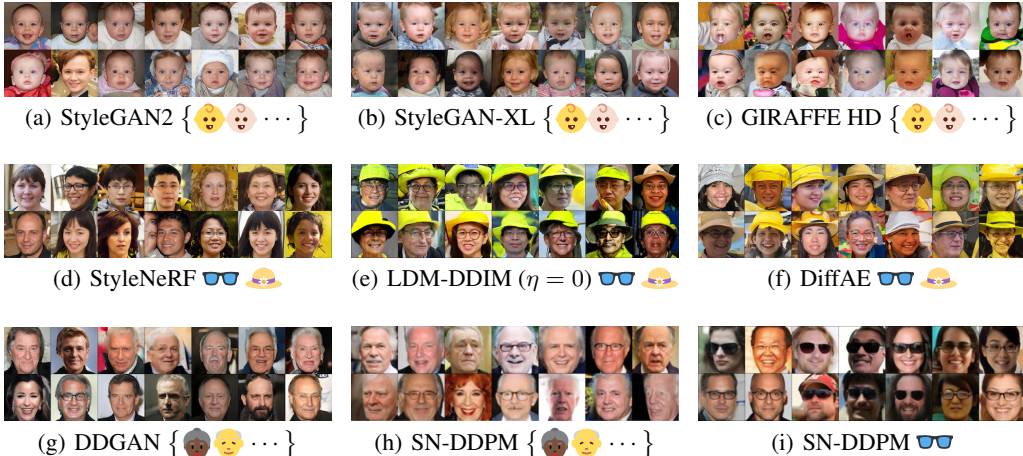 (a) StyleGAN2 {👶👶🏻 ⋯}
(b) StyleGAN-XL {👶👶🏻 ⋯}
(c) GIRAFFE HD {👶👶🏻 ⋯}
(d) StyleNeRF 👓 👒
(e) LDM-DDIM (η = 0) 👓 👒
(f) DiffAE 👓 👒
(g) DDGAN {👵🏿👴 ⋯}
(h) SN-DDPM {👵🏿👴 ⋯}
(i) SN-DDPM 👓